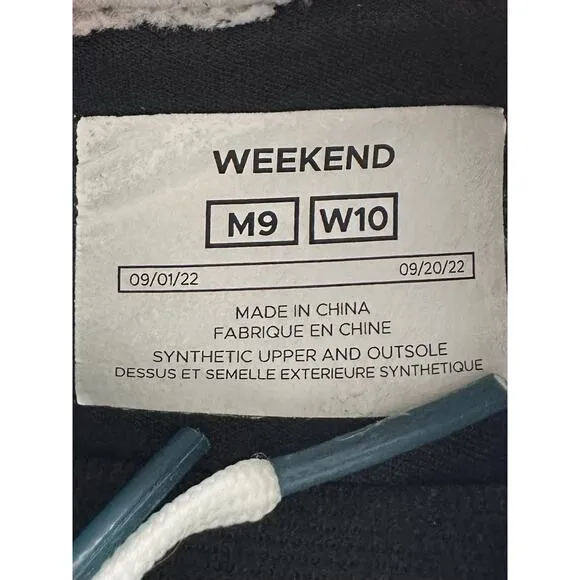 WEEKEND
M9 W10
09/01/22 09/20/22
MADE IN CHINA
FABRIQUE EN CHINE
SYNTHETIC UPPER AND OUTSOLE
DESSUS ET SEMELLE EXTERIEURE SYNTHETIQUE